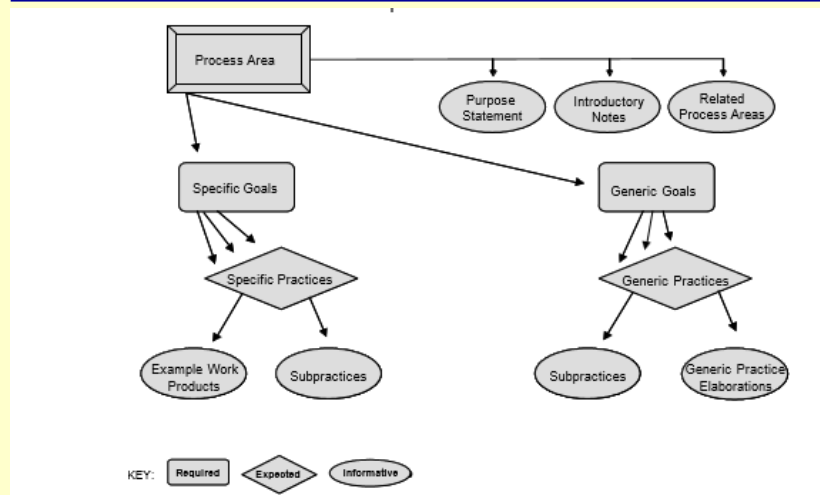 Process Area
Purpose
Statement
Introductory
Notes
Related
Process Areas
Specific Goals
Generic Goals
Specific Practices
Generic Practices
Example Work
Products
Subpractices
Subpractices
Generic Practice
Elaborations
KEY:
Required
Expected
Informative